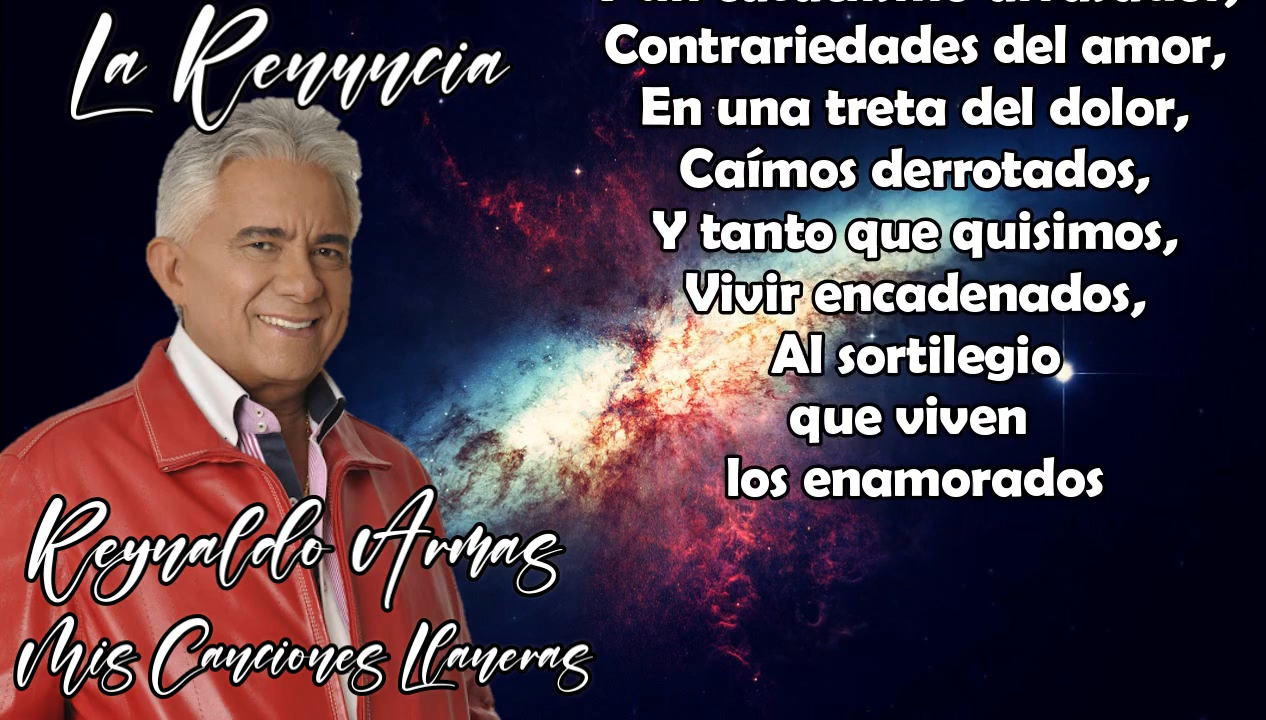 La Renuncia
Contrariedades del amor,
En una treta del dolor,
Caímos derrotados,
Y tanto que quisimos,
Vivir encadenados,
Al sortilegio
que viven
los enamorados
Reynaldo Armas
Mis Canciones Llaneras